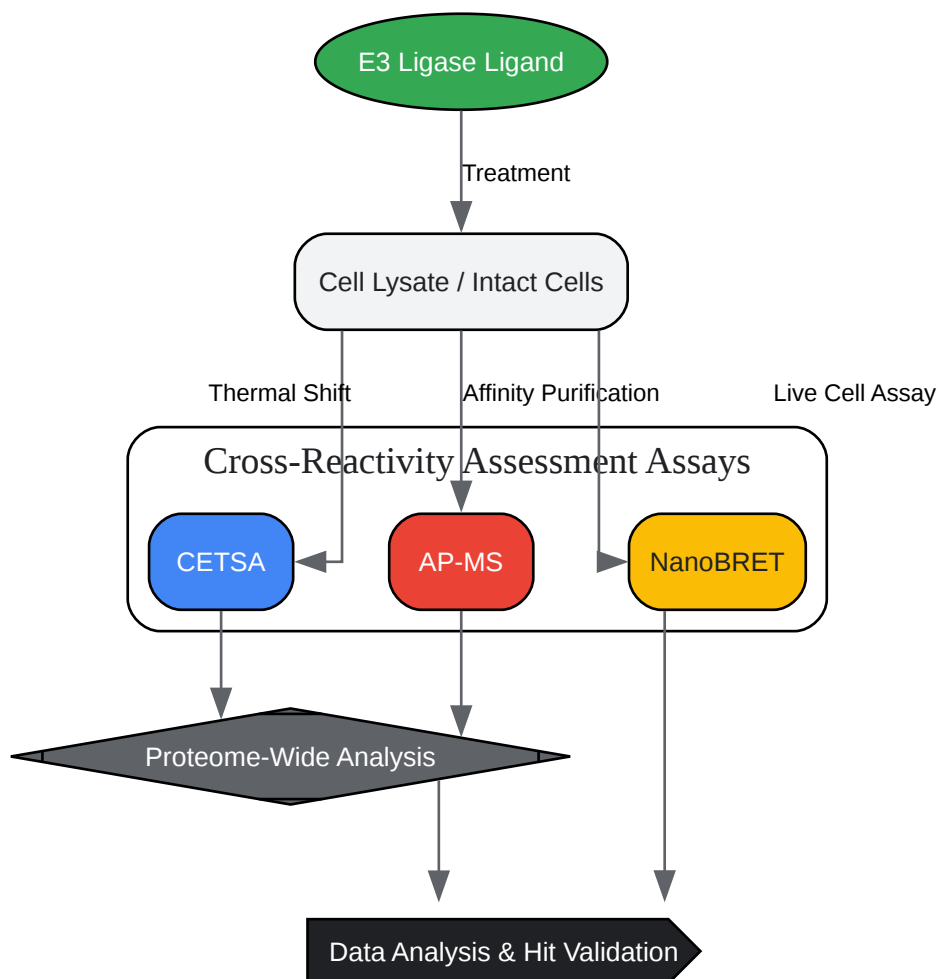 E3 Ligase Ligand
Treatment
Cell Lysate / Intact Cells
Thermal Shift
Affinity Purification
Live Cell Assay
Cross-Reactivity Assessment Assays
CETSA
AP-MS
NanoBRET
Proteome-Wide Analysis
Data Analysis & Hit Validation